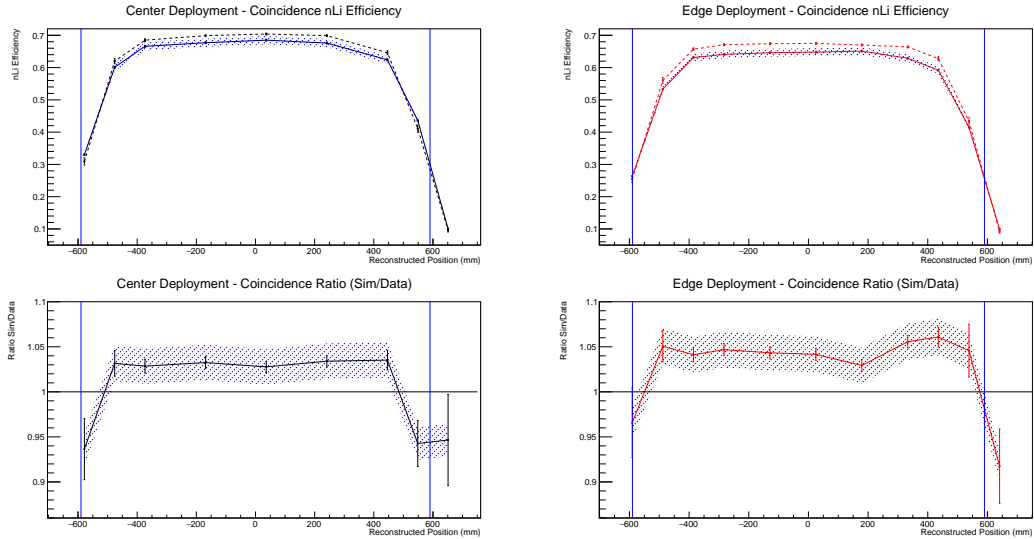 Center Deployment - Coincidence nLi Efficiency
nLi Efficiency
0.7
0.6
0.5
0.4
0.3
0.2
0.1
−600 −400 −200 0 200 400 600
Reconstructed Position (mm)
Edge Deployment - Coincidence nLi Efficiency
nLi Efficiency
0.7
0.6
0.5
0.4
0.3
0.2
0.1
−600 −400 −200 0 200 400 600
Reconstructed Position (mm)
Center Deployment - Coincidence Ratio (Sim/Data)
Ratio Sim/Data
1.1
1.05
1
0.95
0.9
−600 −400 −200 0 200 400 600
Reconstructed Position (mm)
Edge Deployment - Coincidence Ratio (Sim/Data)
Ratio Sim/Data
1.1
1.05
1
0.95
0.9
−600 −400 −200 0 200 400 600
Reconstructed Position (mm)